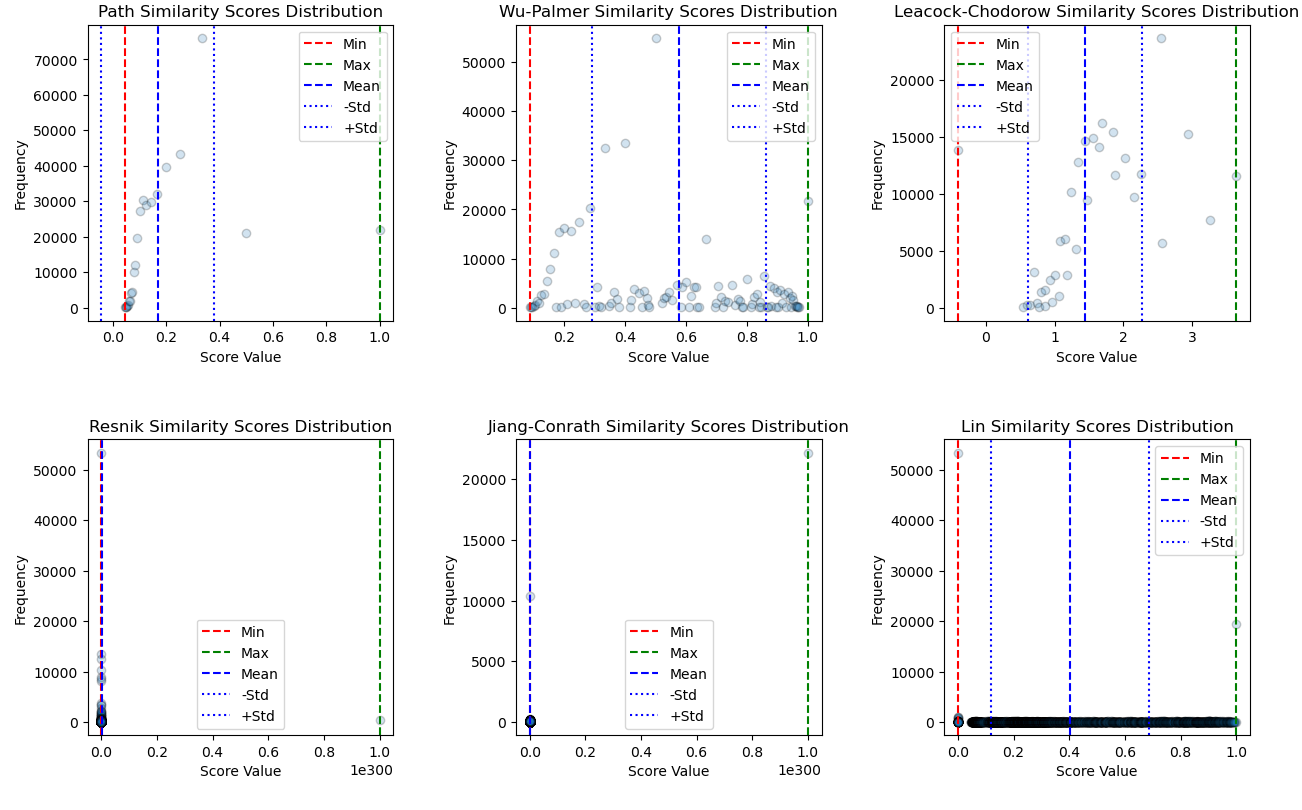 Path Similarity Scores Distribution
70000
60000
50000
40000
30000
20000
10000
0
Frequency
0.0 0.2 0.4 0.6 0.8 1.0
Score Value
Min
Max
Mean
-Std
+Std
Wu-Palmer Similarity Scores Distribution
50000
40000
30000
20000
10000
0
Frequency
0.2 0.4 0.6 0.8 1.0
Score Value
Min
Max
Mean
-Std
+Std
Leacock-Chodorow Similarity Scores Distribution
20000
15000
10000
5000
0
Frequency
0 1 2 3
Score Value
Min
Max
Mean
-Std
+Std
Resnik Similarity Scores Distribution
50000
40000
30000
20000
10000
0
Frequency
0.0 0.2 0.4 0.6 0.8 1.0
Score Value
1e300
Min
Max
Mean
-Std
+Std
Jiang-Conrath Similarity Scores Distribution
20000
15000
10000
5000
0
Frequency
0.0 0.2 0.4 0.6 0.8 1.0
Score Value
1e300
Min
Max
Mean
-Std
+Std
Lin Similarity Scores Distribution
50000
40000
30000
20000
10000
0
Frequency
0.0 0.2 0.4 0.6 0.8 1.0
Score Value
Min
Max
Mean
-Std
+Std